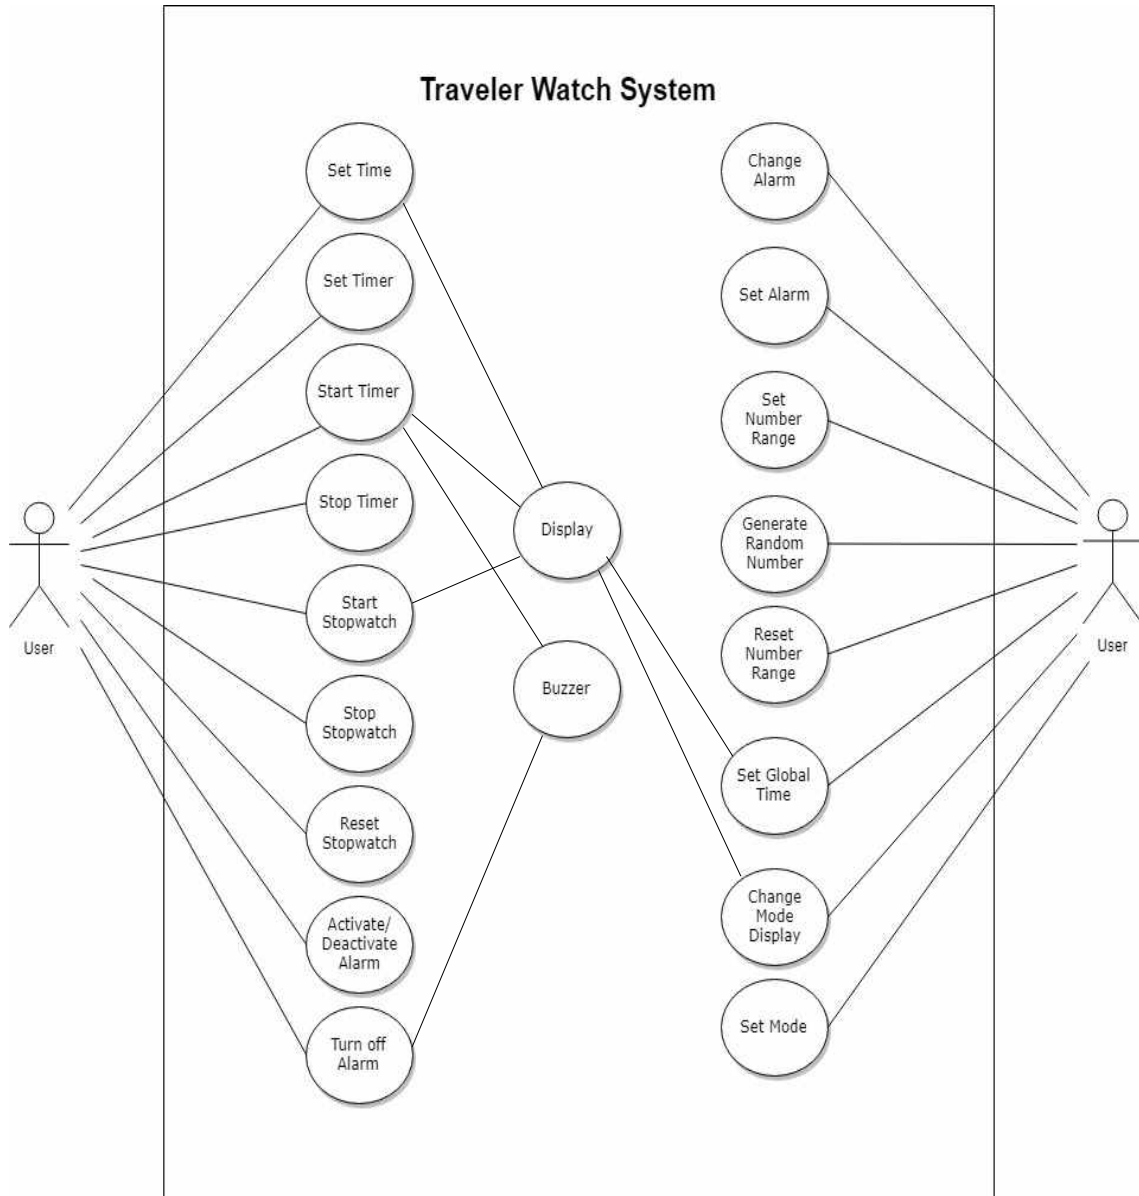 Traveler Watch System
Set Time
Set Timer
Start Timer
Stop Timer
Start
Stopwatch
Stop
Stopwatch
Reset
Stopwatch
Activate/
Deactivate
Alarm
Turn off
Alarm
User
Display
Buzzer
Change
Alarm
Set Alarm
Set
Number
Range
Generate
Random
Number
Reset
Number
Range
Set Global
Time
Change
Mode
Display
Set Mode
User